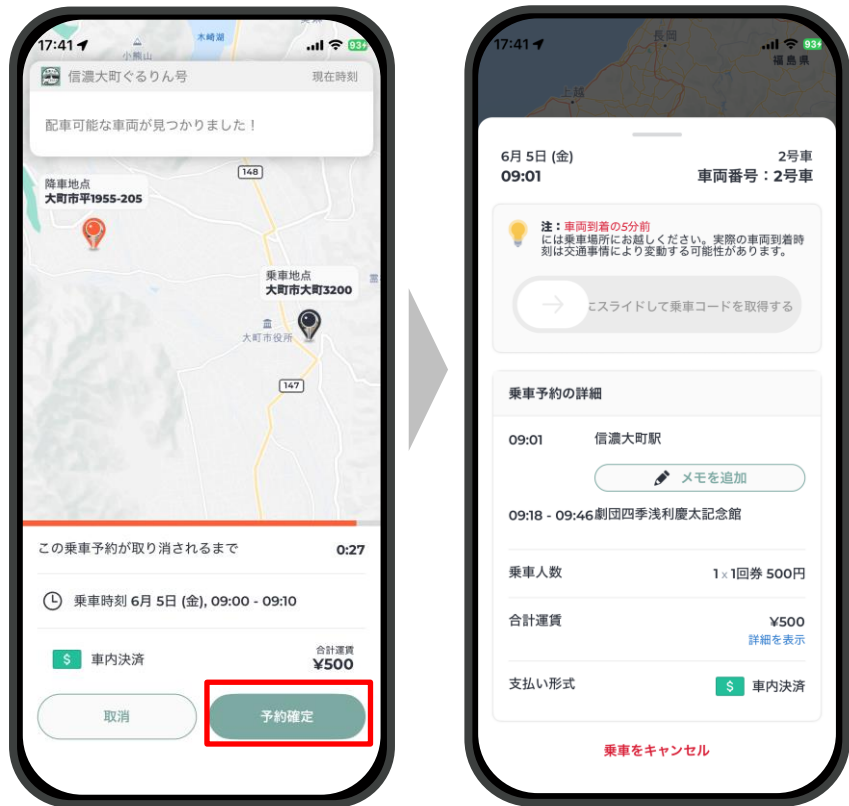 17:41
木崎湖
小熊山
93
信濃大町ぐるりん号
現在時刻
配車可能な車両が見つかりました！
148
降車地点
大町市平1955-205
乗車地点
大町市大町3200
大町市役所
147
この乗車予約が取り消されるまで
0:27
乗車時刻 6月 5日 (金), 09:00 - 09:10
$
車内決済
合計運賃
¥500
取消
予約確定
17:41
長岡
93
福島県
上越
6月 5日 (金)
2号車
09:01
車両番号：2号車
注：車両到着の5分前
には乗車場所にお越しください。実際の車両到着時
刻は交通事情により変動する可能性があります。
にスライドして乗車コードを取得する
乗車予約の詳細
09:01
信濃大町駅
メモを追加
09:18 - 09:46
劇団四季浅利慶太記念館
乗車人数
1 x 1回券 500円
合計運賃
¥500
詳細を表示
支払い形式
$
車内決済
乗車をキャンセル